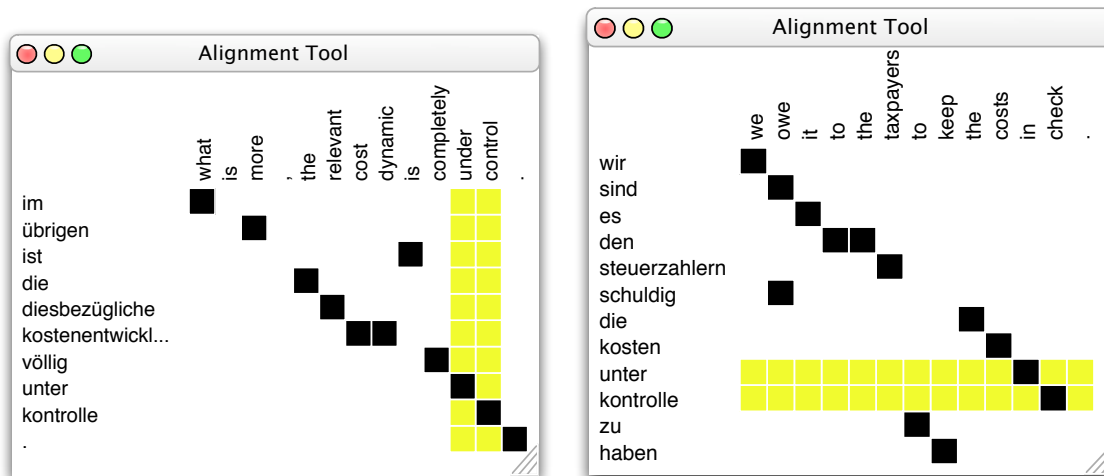 Alignment Tool
what is more , the relevant cost dynamic is completely under control .
im
übrigen
ist
die
diesbezügliche
kostenentwickl...
völlig
unter
kontrolle
.
Alignment Tool
we owe it to the taxpayers to keep the costs in check .
wir
sind
es
den
steuerzahlern
schuldig
die
kosten
unter
kontrolle
zu
haben